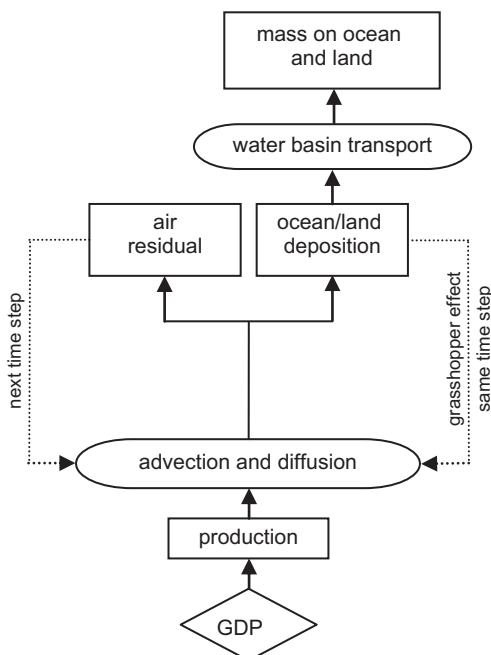 mass on ocean
and land
water basin transport
air
residual
ocean/land
deposition
next time step
grasshopper effect
same time step
advection and diffusion
production
GDP